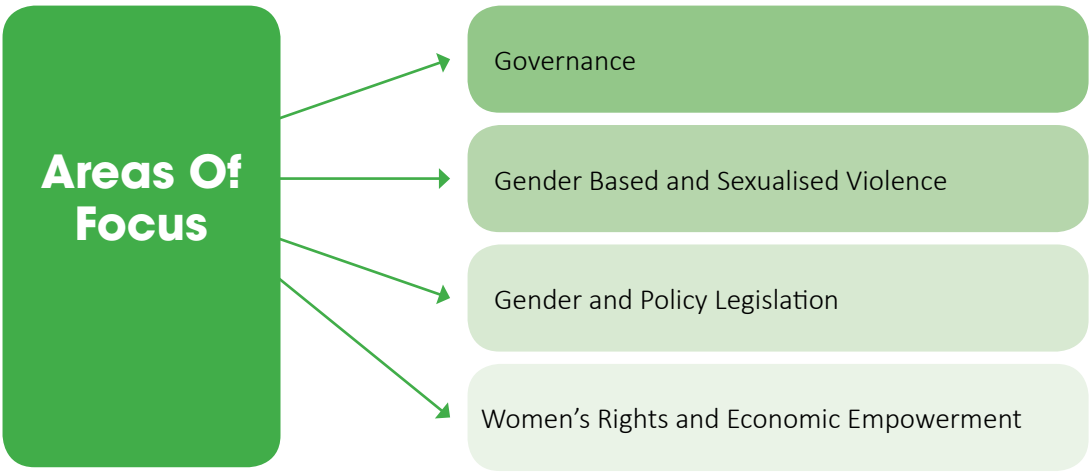 Areas Of
Focus
Governance
Gender Based and Sexualised Violence
Gender and Policy Legislation
Women’s Rights and Economic Empowerment